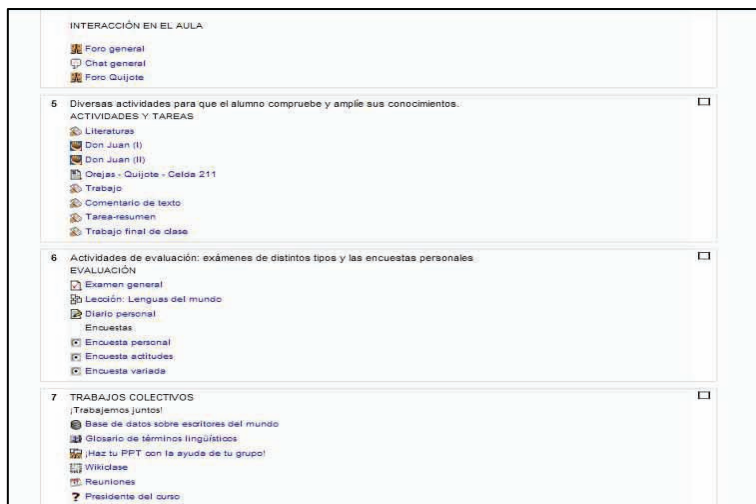 INTERACCIÓN EN EL AULA
Foro general
Chat general
Foro Quijote
5 Diversas actividades para que el alumno compruebe y amplíe sus conocimientos.
ACTIVIDADES Y TAREAS
Literaturas
Don Juan (I)
Don Juan (II)
Orejas - Quijote - Celda 211
Trabajo
Comentario de texto
Tarea-resumen
Trabajo final de clase
6 Actividades de evaluación: exámenes de distintos tipos y las encuestas personales
EVALUACIÓN
Examen general
Lección: Lenguas del mundo
Diario personal
Encuestas
Encuesta personal
Encuesta actitudes
Encuesta variada
7 TRABAJOS COLECTIVOS
¡Trabajemos juntos!
Base de datos sobre escritores del mundo
Glosario de términos lingüísticos
¡Haz tu PPT con la ayuda de tu grupo!
Wikiclase
Reuniones
Presidente del curso